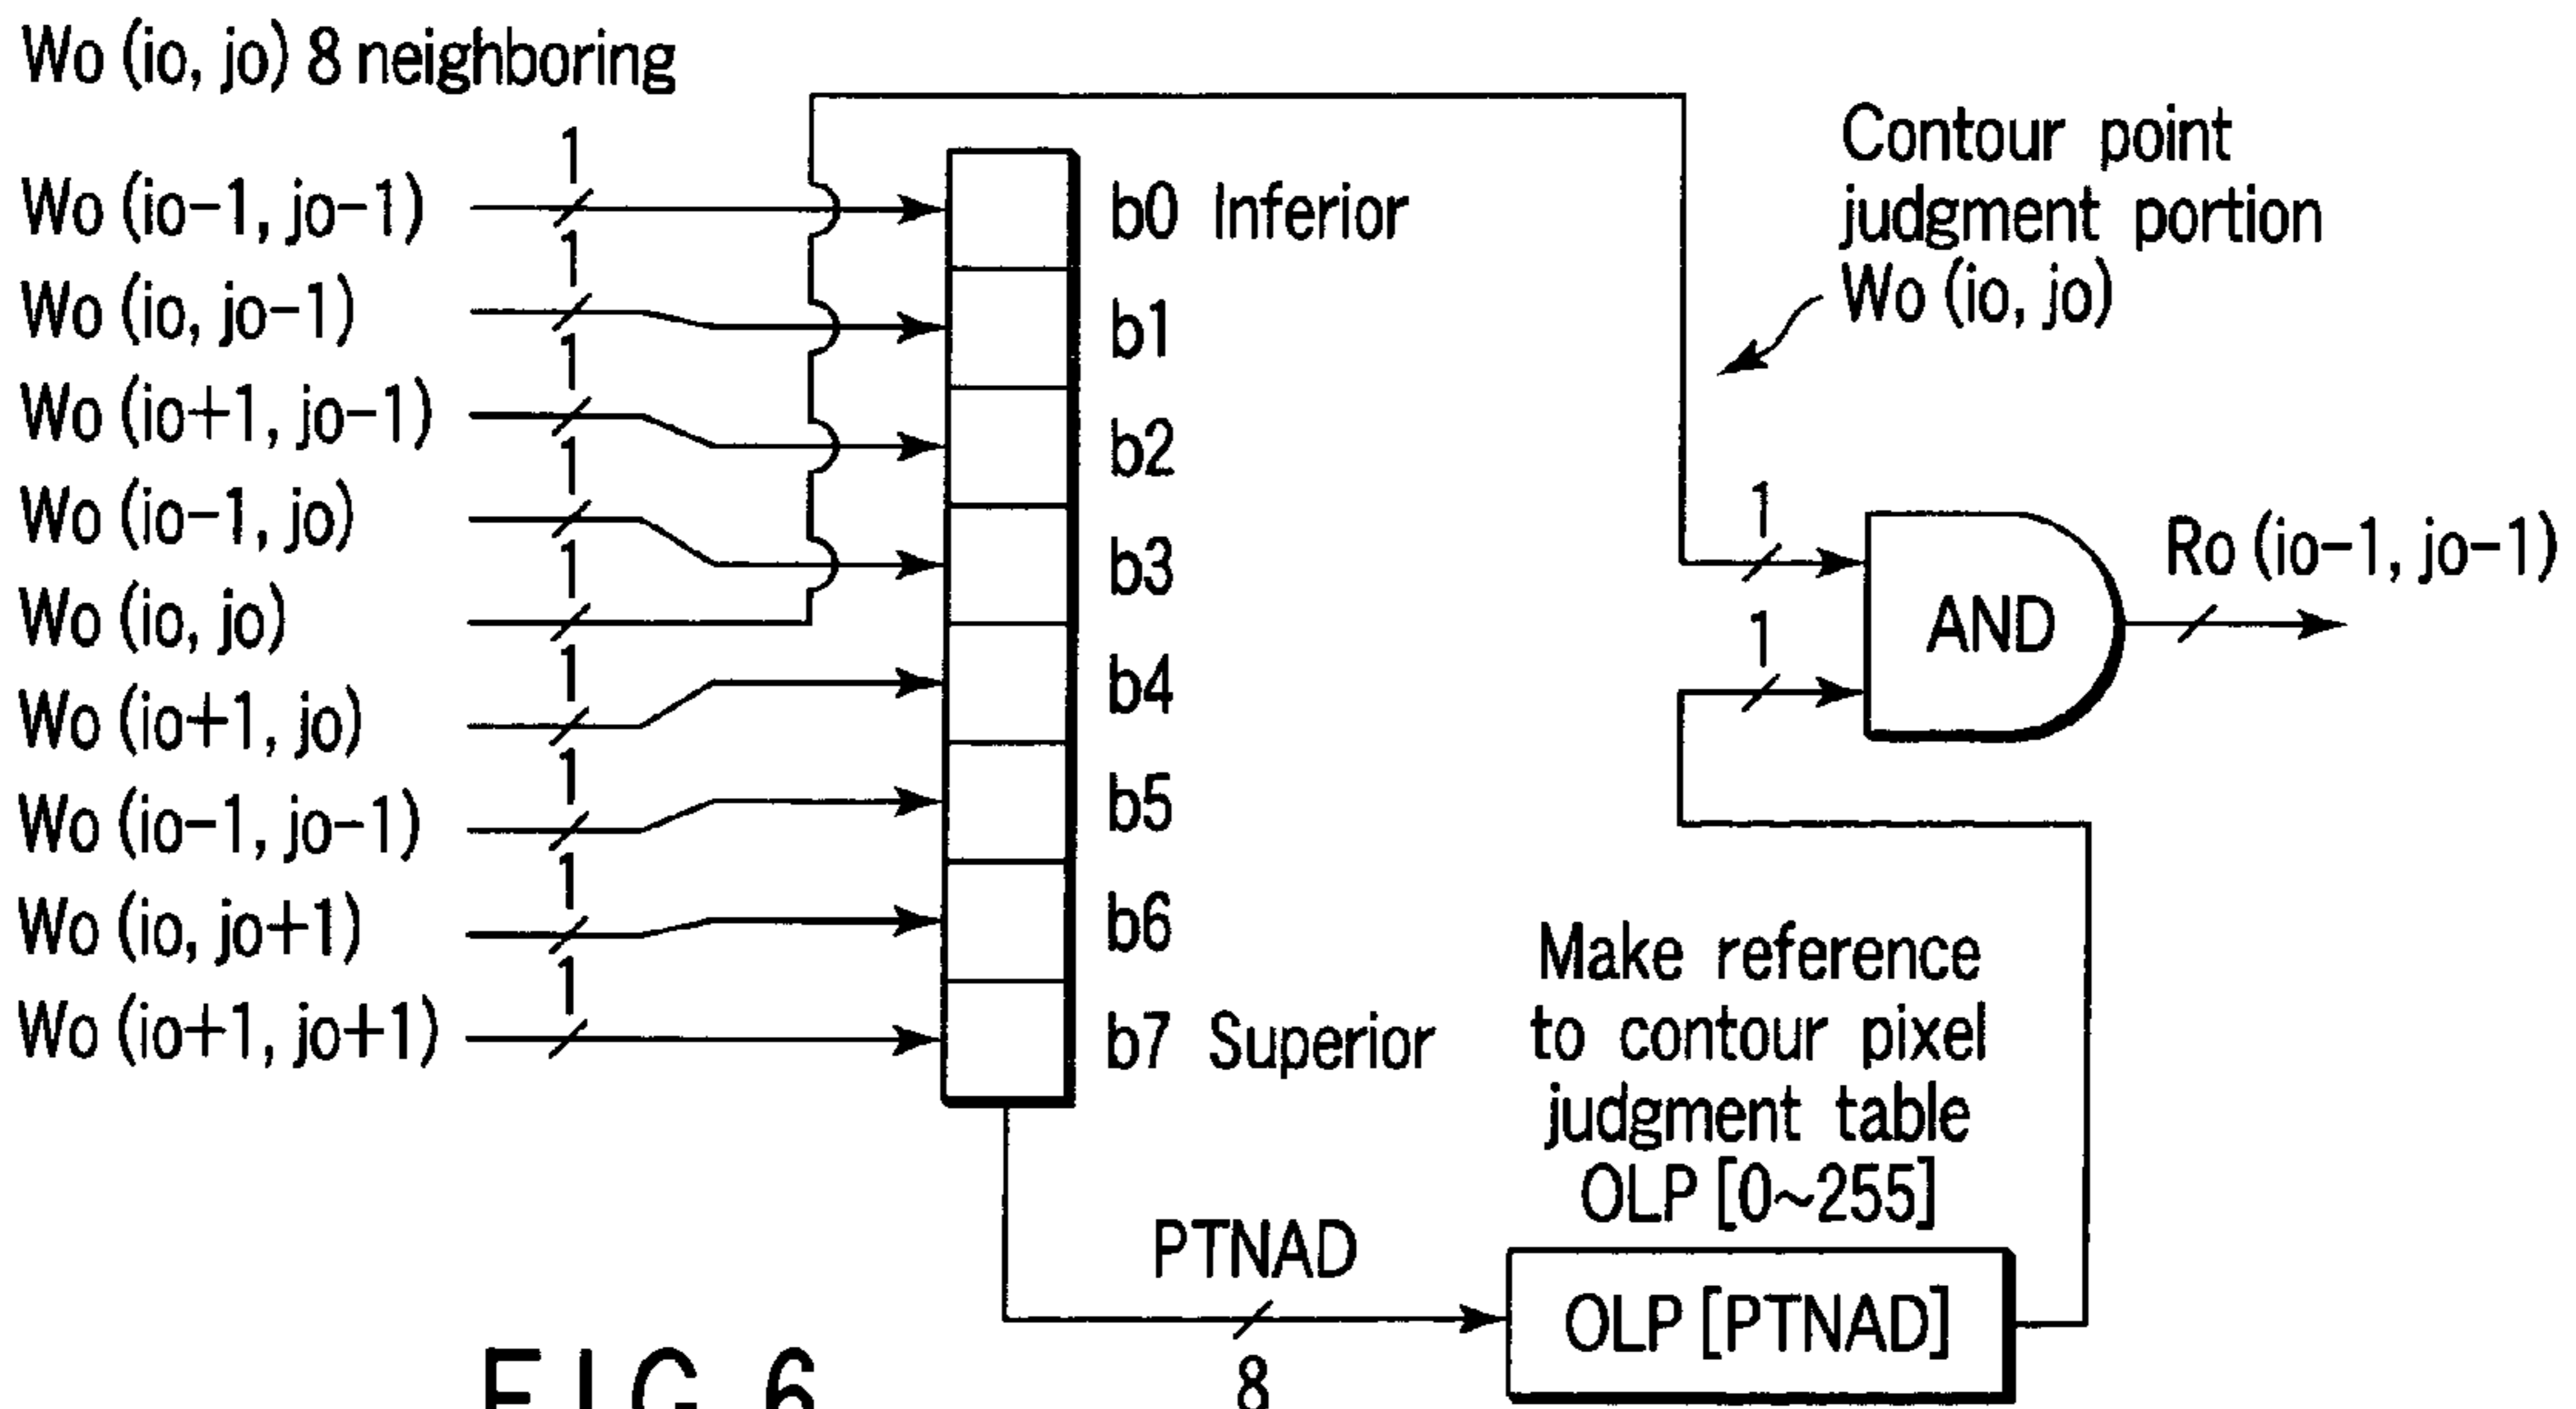 Wo (io, jo) 8 neighboring
1
Wo (io-1, jo-1)
1
Wo (io, jo-1)
1
Wo (io+1, jo-1)
1
Wo (io-1, jo)
1
Wo (io, jo)
1
Wo (io+1, jo)
1
Wo (io-1, jo-1)
1
Wo (io, jo+1)
1
Wo (io+1, jo+1)
b0 Inferior
b1
b2
b3
b4
b5
b6
b7 Superior
Contour point
judgment portion
Wo (io, jo)
1
1
AND
Ro (io-1, jo-1)
Make reference
to contour pixel
judgment table
OLP [0~255]
PTNAD
8
OLP [PTNAD]
FIG. 6